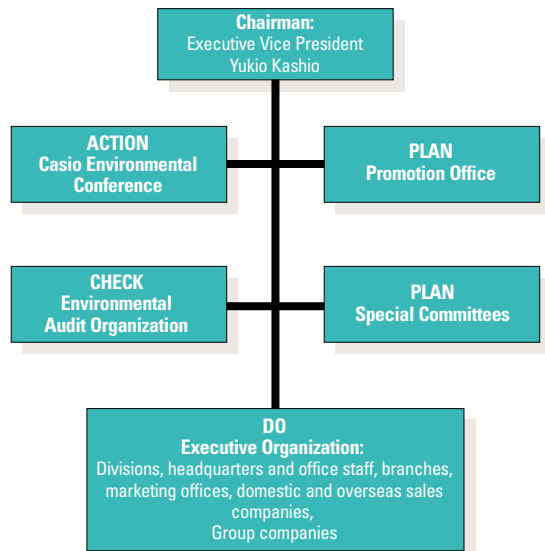 Chairman:
Executive Vice President
Yukio Kashio
ACTION
Casio Environmental
Conference
PLAN
Promotion Office
CHECK
Environmental
Audit Organization
PLAN
Special Committees
DO
Executive Organization:
Divisions, headquarters and office staff, branches,
marketing offices, domestic and overseas sales
companies,
Group companies